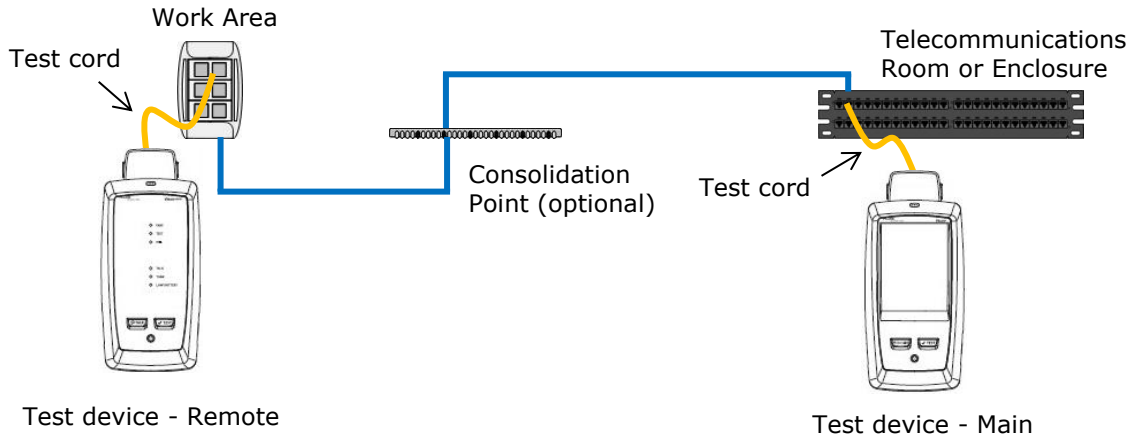 Work Area
Test cord
Telecommunications
Room or Enclosure
Consolidation
Point (optional)
Test cord
Test device - Remote
Test device - Main